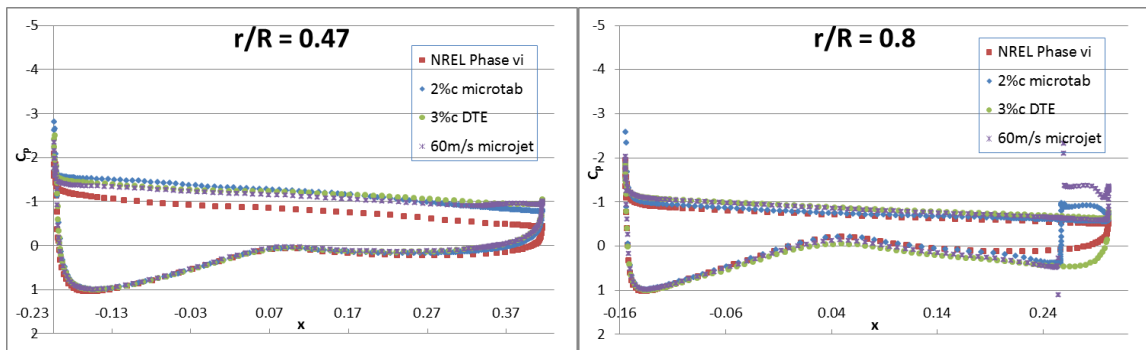 r/R = 0.47
-5
-4
-3
-2
-1
0
1
2
CP
-0.23
-0.13
-0.03
0.07
0.17
0.27
0.37
x
NREL Phase vi
2%c microtab
3%c DTE
60m/s microjet
r/R = 0.8
-5
-4
-3
-2
-1
0
1
2
CP
-0.16
-0.06
0.04
0.14
0.24
x
NREL Phase vi
2%c microtab
3%c DTE
60m/s microjet